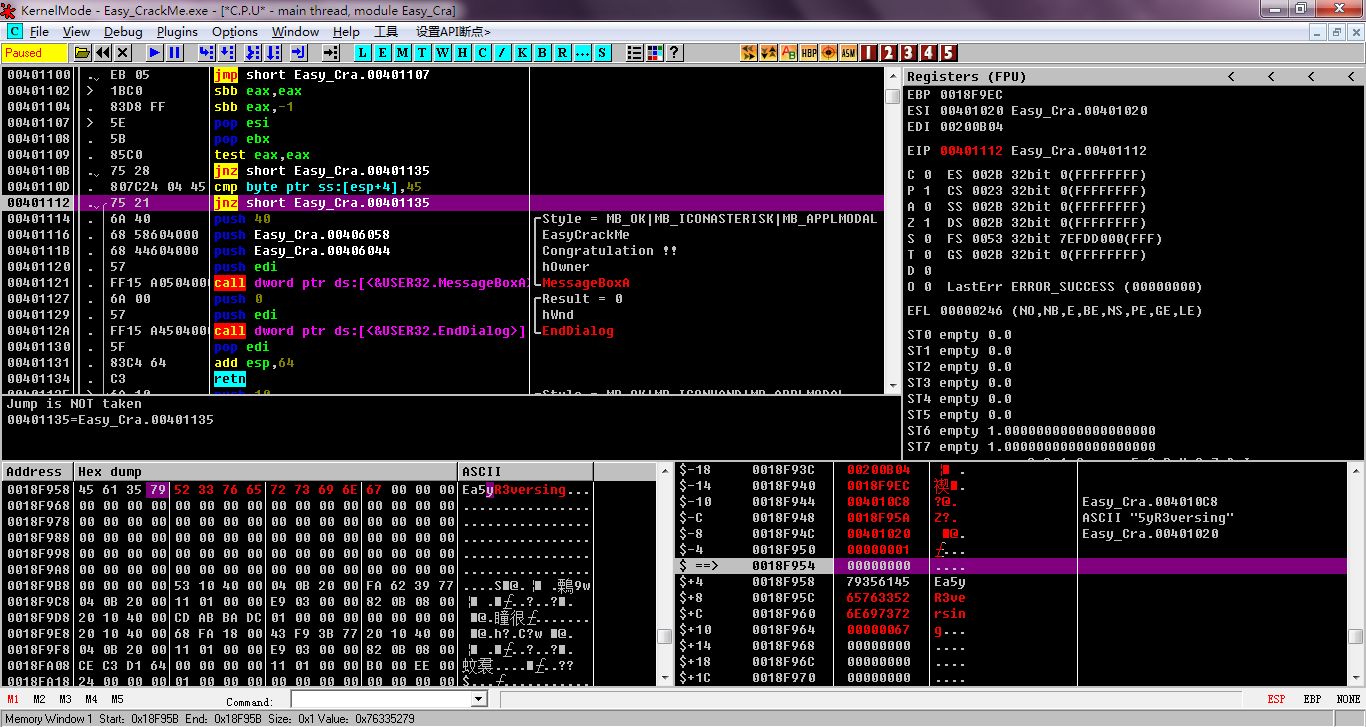 KernelMode - Easy_CrackMe.exe - [*C.P.U* - main thread, module Easy_Cra]
C File View Debug Plugins Options Window Help 工具 设置API断点>
Paused L E M T W H C / K B R ... S ? HBP ASM 1 2 3 4 5
00401100 EB 05 jmp short Easy_Cra.00401107
00401102 > 1BC0 sbb eax,eax
00401104 . 83D8 FF sbb eax,-1
00401107 > 5E pop esi
00401108 . 5B pop ebx
00401109 . 85C0 test eax,eax
0040110B . 75 28 jnz short Easy_Cra.00401135
0040110D . 807C24 04 45 cmp byte ptr ss:[esp+4],45
00401112 . 75 21 jnz short Easy_Cra.00401135
00401114 . 6A 40 push 40 Style = MB_OK|MB_ICONASTERISK|MB_APPLMODAL
00401116 . 68 58604000 push Easy_Cra.00406058 EasyCrackMe
0040111B . 68 44604000 push Easy_Cra.00406044 Congratulation !!
00401120 . 57 push edi hOwner
00401121 . FF15 A0504000 call dword ptr ds:[<&USER32.MessageBoxA> MessageBoxA
00401127 . 6A 00 push 0 Result = 0
00401129 . 57 push edi hWnd
0040112A . FF15 A4504000 call dword ptr ds:[<&USER32.EndDialog>] EndDialog
00401130 . 5F pop edi
00401131 . 83C4 64 add esp,64
00401134 . C3 retn
Jump is NOT taken
00401135=Easy_Cra.00401135
Registers (FPU) < < < <
EBP 0018F9EC
ESI 00401020 Easy_Cra.00401020
EDI 00200B04
EIP 00401112 Easy_Cra.00401112
C 0 ES 002B 32bit 0(FFFFFFFF)
P 1 CS 0023 32bit 0(FFFFFFFF)
A 0 SS 002B 32bit 0(FFFFFFFF)
Z 1 DS 002B 32bit 0(FFFFFFFF)
S 0 FS 0053 32bit 7EFDD000(FFF)
T 0 GS 002B 32bit 0(FFFFFFFF)
D 0
O 0 LastErr ERROR_SUCCESS (00000000)
EFL 00000246 (NO,NB,E,BE,NS,PE,GE,LE)
ST0 empty 0.0
ST1 empty 0.0
ST2 empty 0.0
ST3 empty 0.0
ST4 empty 0.0
ST5 empty 0.0
ST6 empty 1.0000000000000000000
ST7 empty 1.0000000000000000000
Address Hex dump ASCII
0018F958 45 61 35 79 52 33 76 65 72 73 69 6E 67 00 00 00 Ea5yR3versing...
0018F968 00 00 00 00 00 00 00 00 00 00 00 00 00 00 00 00 ................
0018F978 00 00 00 00 00 00 00 00 00 00 00 00 00 00 00 00 ................
0018F988 00 00 00 00 00 00 00 00 00 00 00 00 00 00 00 00 ................
0018F998 00 00 00 00 00 00 00 00 00 00 00 00 00 00 00 00 ................
0018F9A8 00 00 00 00 00 00 00 00 00 00 00 00 00 00 00 00 ................
0018F9B8 00 00 00 00 53 10 40 00 04 0B 20 00 FA 62 39 77
0018F9C8 04 0B 20 00 11 01 00 00 E9 03 00 00 82 0B 08 00
0018F9D8 20 10 40 00 CD AB BA DC 01 00 00 00 00 00 00 00
0018F9E8 20 10 40 00 68 FA 18 00 43 F9 3B 77 20 10 40 00
0018F9F8 04 0B 20 00 11 01 00 00 E9 03 00 00 82 0B 08 00
0018FA08 CE C3 D1 64 00 00 00 00 11 01 00 00 B0 00 EE 00
0018FA18 24 00 00 00 01 00 00 00 00 00 00 00 00 00 00 00
$-18 0018F93C 00200B04
$-14 0018F940 0018F9EC
$-10 0018F944 004010C8 ?@. Easy_Cra.004010C8
$-C 0018F948 0018F95A Z?. ASCII "5yR3versing"
$-8 0018F94C 00401020 Easy_Cra.00401020
$-4 0018F950 00000001
$ ==> 0018F954 00000000 ....
$+4 0018F958 79356145 Ea5y
$+8 0018F95C 65763352 R3ve
$+C 0018F960 6E697372 rsin
$+10 0018F964 00000067 g...
$+14 0018F968 00000000 ....
$+18 0018F96C 00000000 ....
$+1C 0018F970 00000000 ....
M1 M2 M3 M4 M5 Command: ESP EBP NONE
Memory Window 1 Start: 0x18F95B End: 0x18F95B Size: 0x1 Value: 0x76335279